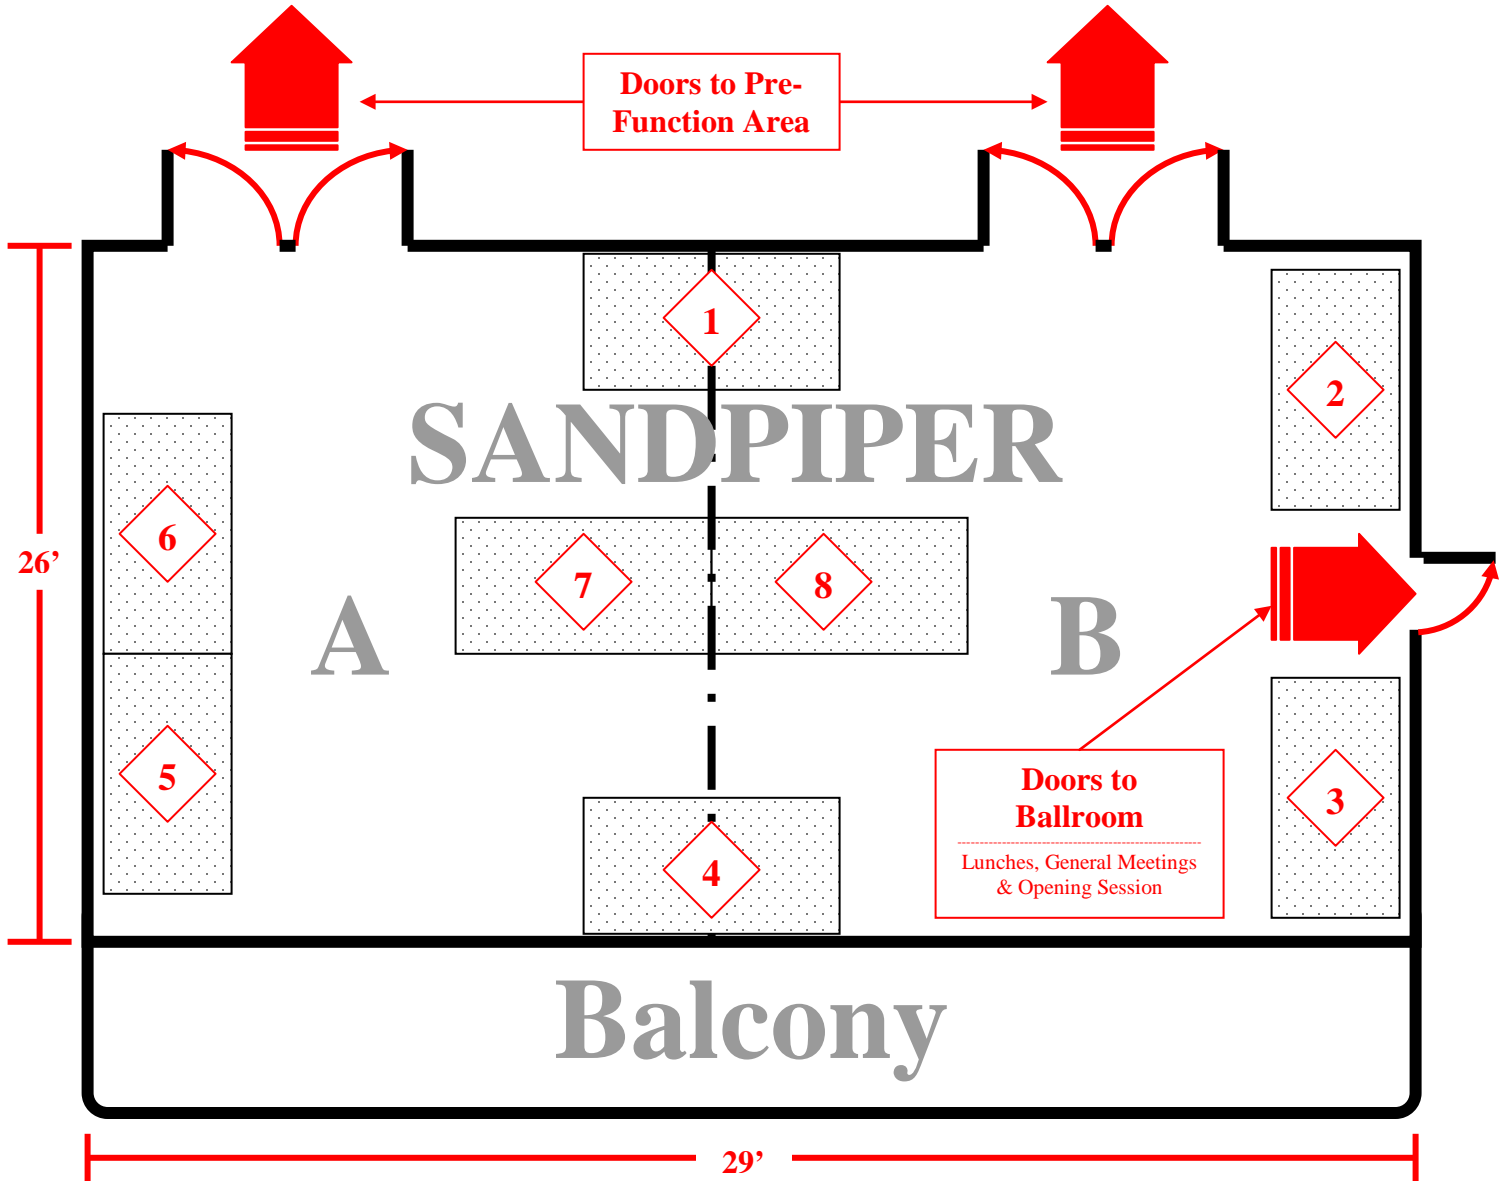 Doors to Pre-
Function Area
1
2
SANDPIPER
6
7
8
26’
A
B
5
Doors to
Ballroom
Lunches, General Meetings
& Opening Session
3
4
Balcony
29’